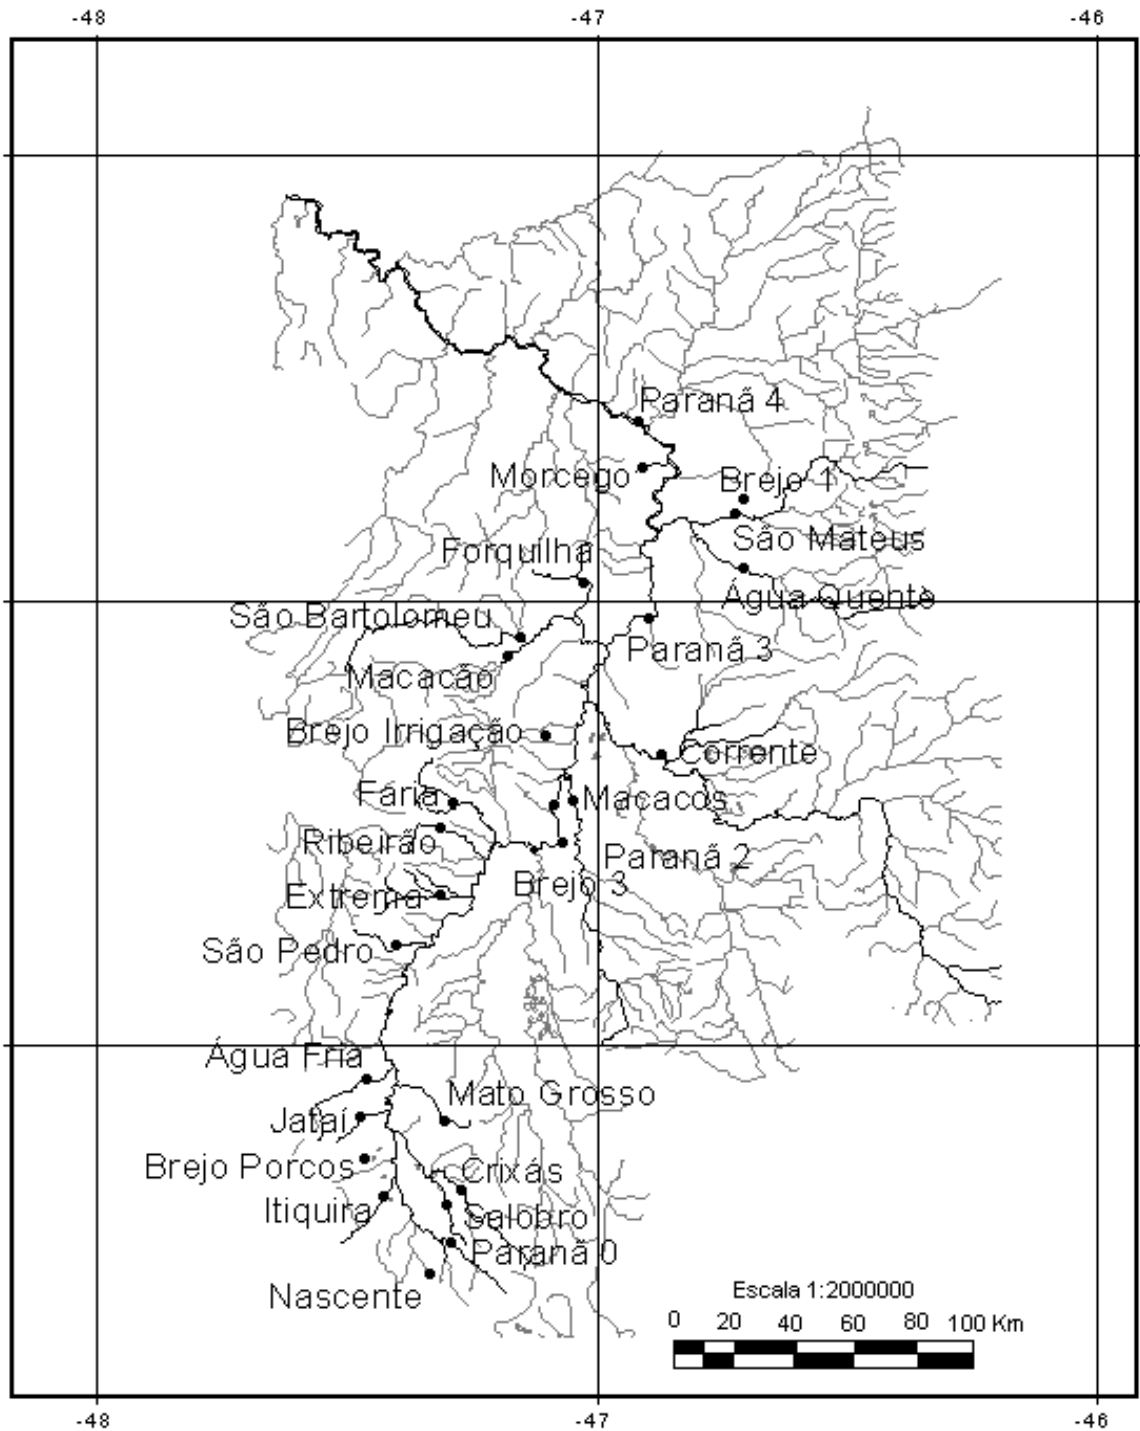 -48 -47 -46
Paranã 4
Morcego
Brejo 1
São Mateus
Forquilha
Água Quente
São Bartolomeu
Paranã 3
Macacão
Brejo Irrigação
Corrente
Faria
Macacos
Ribeirão
Paranã 2
Brejo 3
Extrema
São Pedro
Água Fria
Mato Grosso
Jataí
Brejo Porcos
Crixás
Itiquira
Salobro
Paranã 0
Nascente
Escala 1:2000000
0 20 40 60 80 100 Km
-48 -47 -46